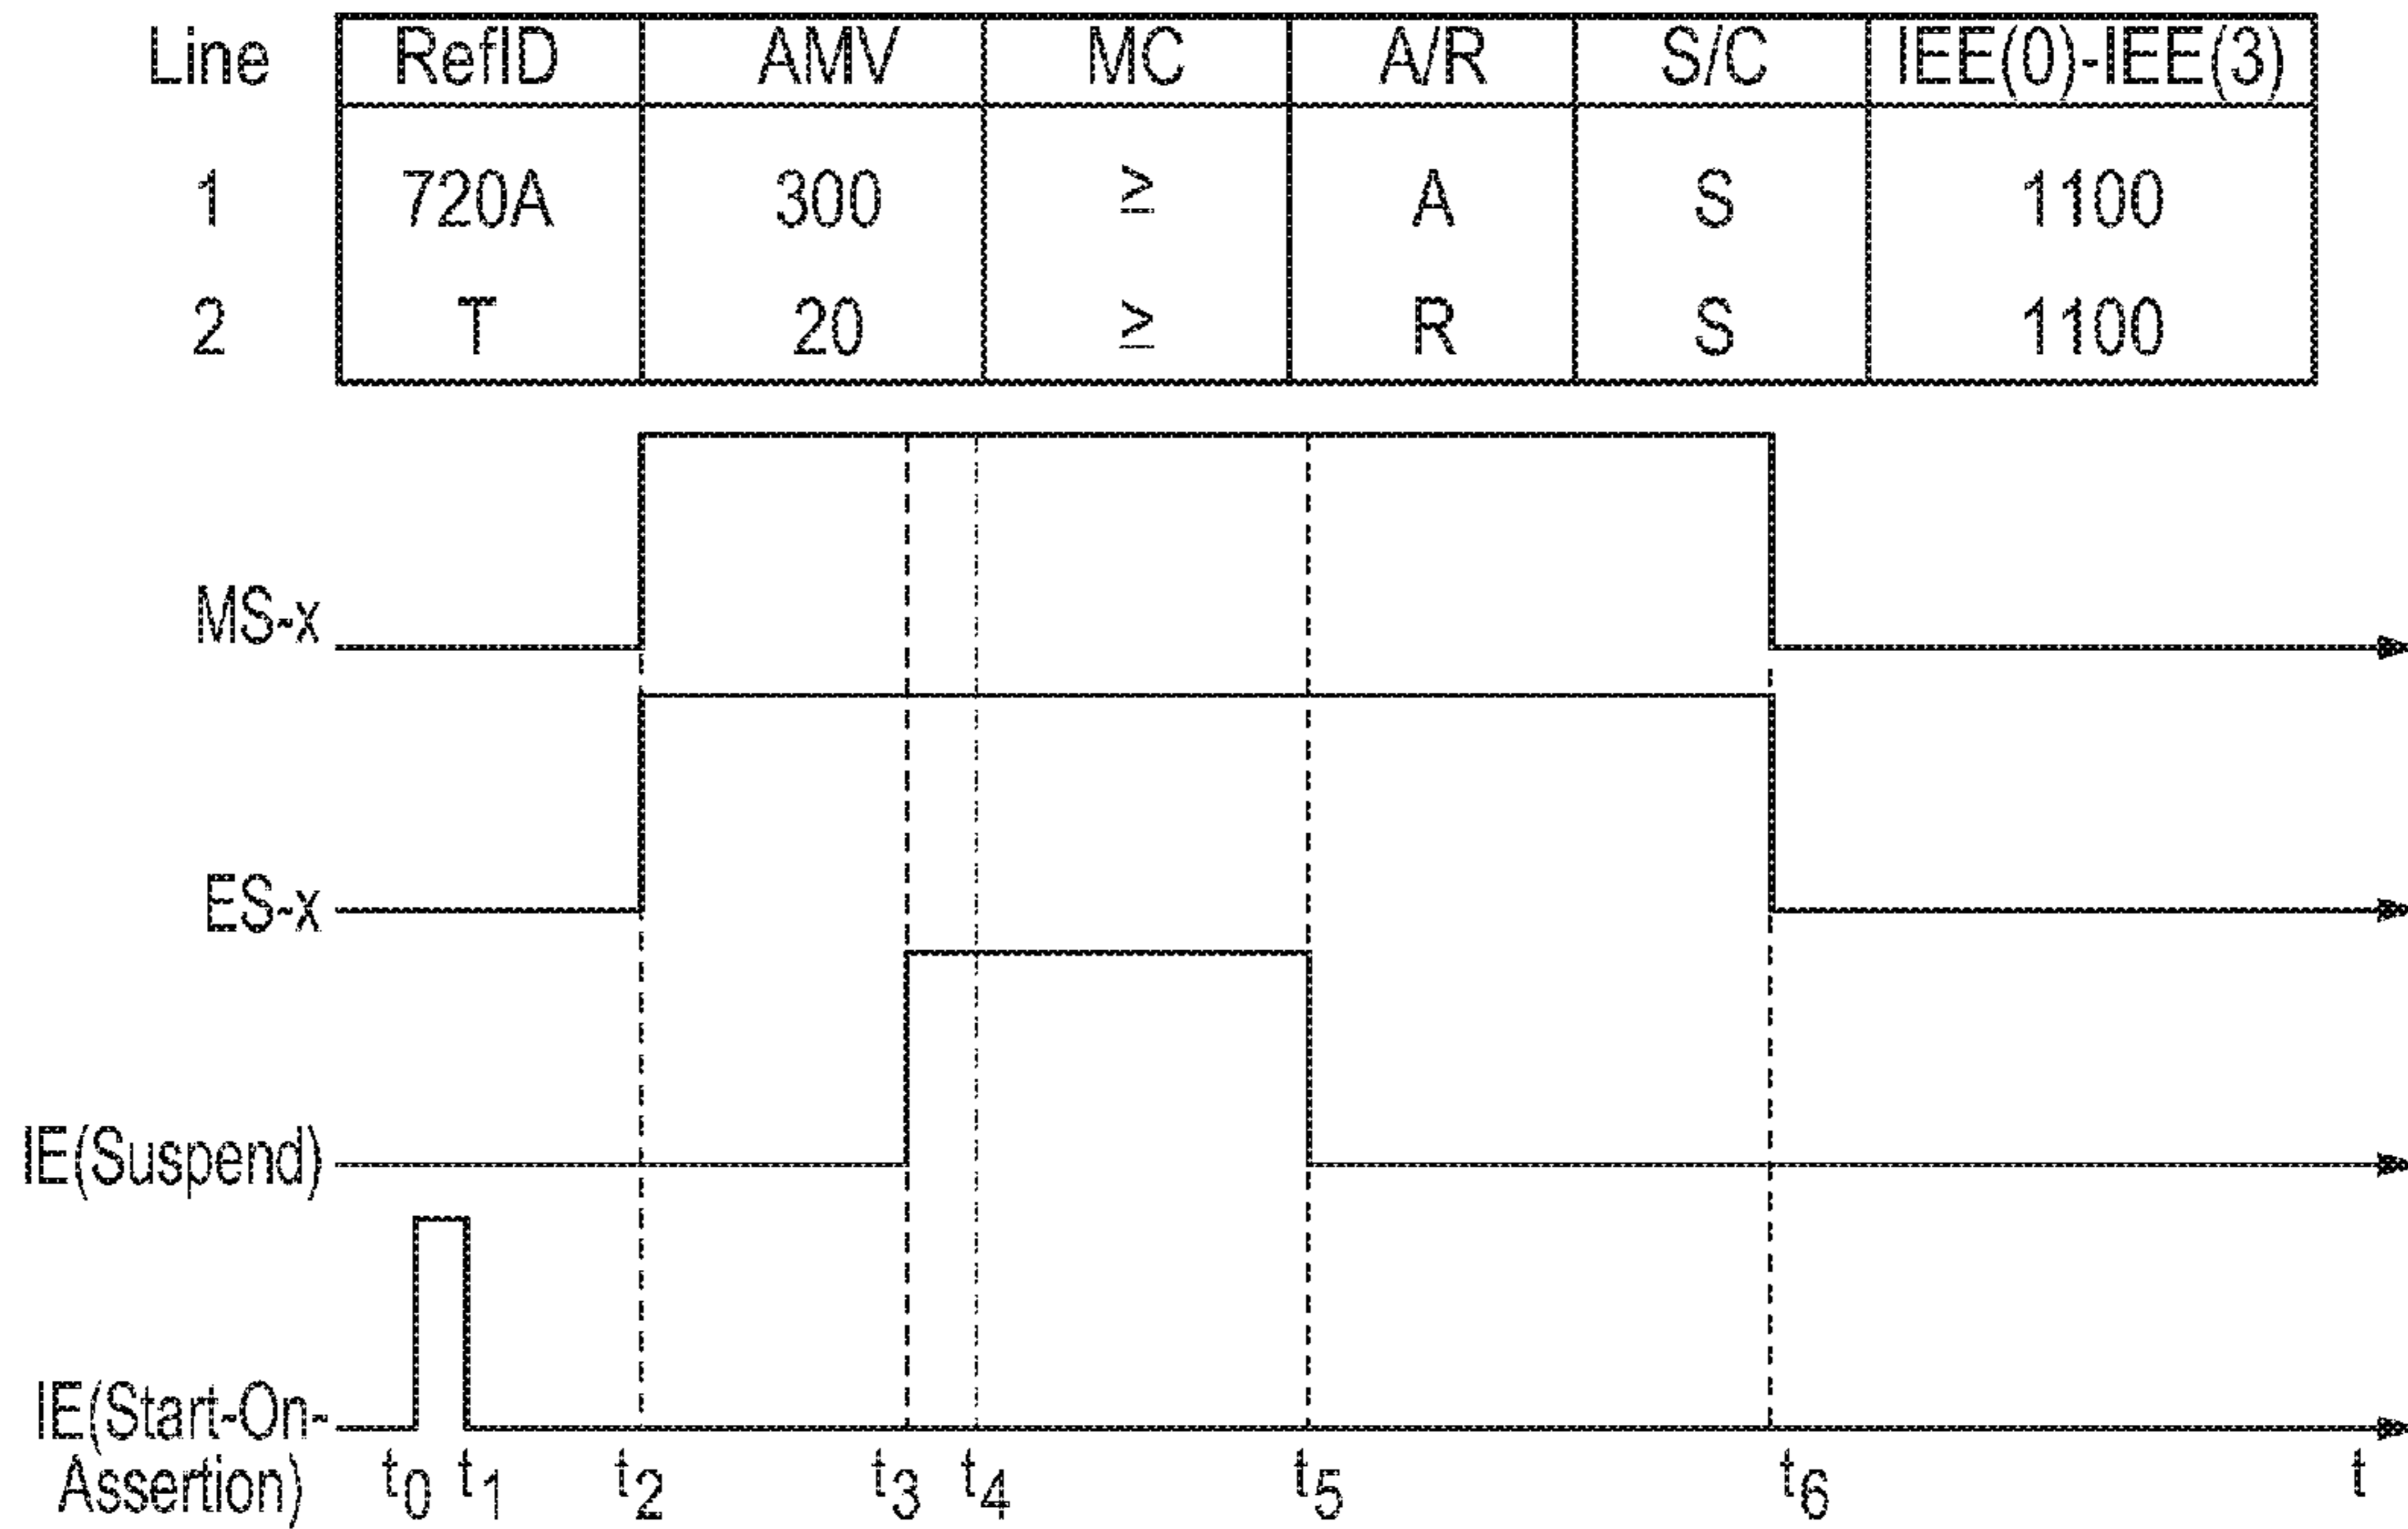 Line RefID AMV MC A/R S/C IEE(0)-IEE(3)
1 720A 300 ≥ A S 1100
2 T 20 ≥ R S 1100
MS-x
ES-x
IE(Suspend)
IE(Start-On-
Assertion)
t0 t1 t2 t3 t4 t5 t6 t